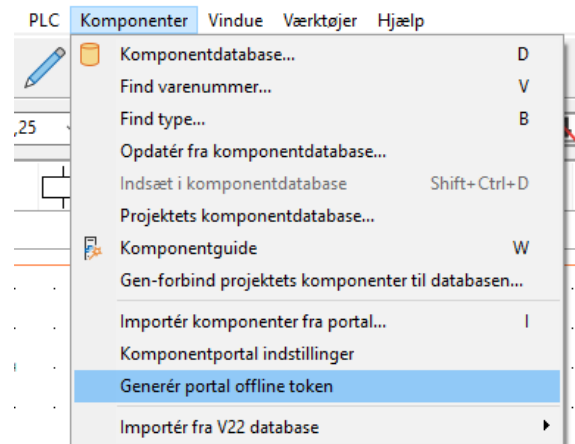 PLC Komponenter Vindue Værktøjer Hjælp
Komponentdatabase... D
Find varenummer... V
,25 Find type... B
Opdatér fra komponentdatabase...
Indsæt i komponentdatabase Shift+Ctrl+D
Projektets komponentdatabase...
Komponentguide W
Gen-forbind projektets komponenter til databasen...
Importér komponenter fra portal... I
Komponentportal indstillinger
Generér portal offline token
Importér fra V22 database